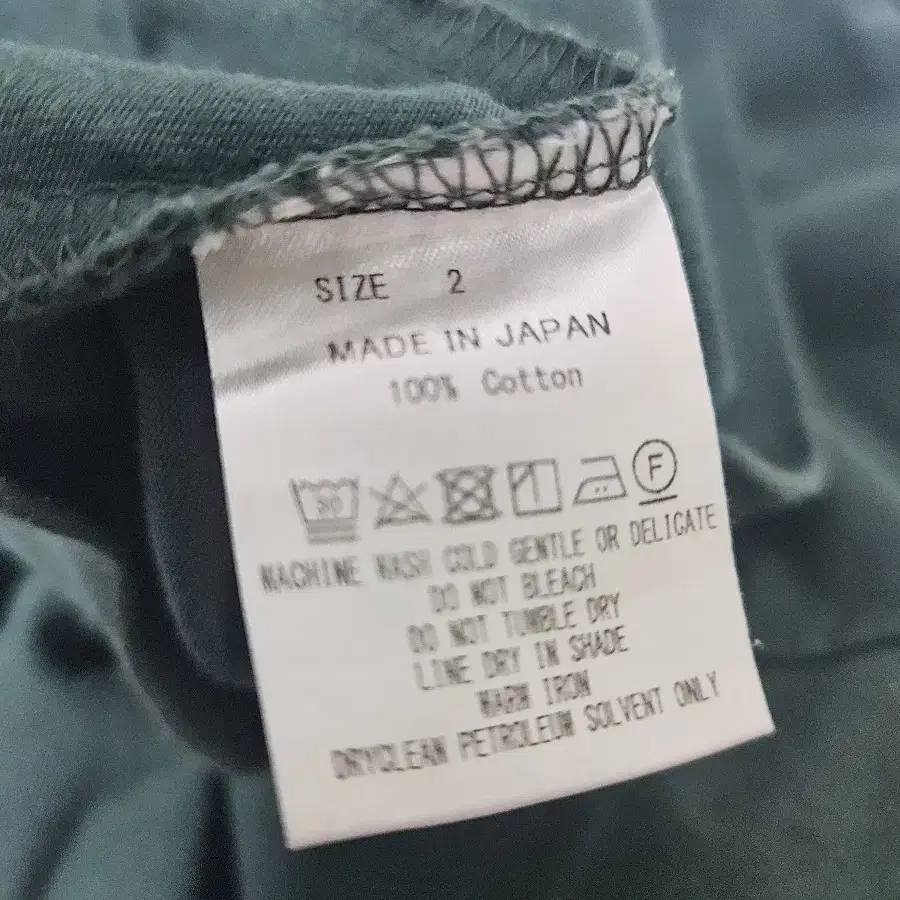 SIZE 2
MADE IN JAPAN
100% Cotton
30 F
MACHINE WASH COLD GENTLE OR DELICATE
DO NOT BLEACH
DO NOT TUMBLE DRY
LINE DRY IN SHADE
WARM IRON
DRYCLEAN PETROLEUM SOLVENT ONLY